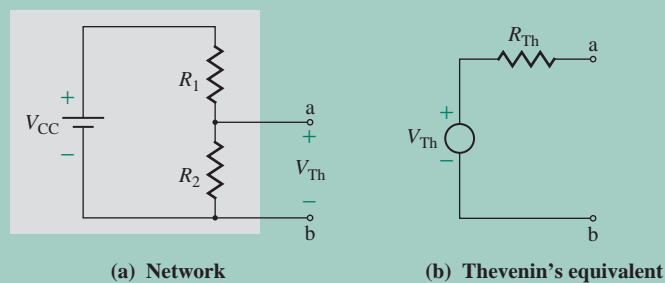 +
V_CC
−
R_1
R_2
a
+
V_Th
−
b
(a) Network
R_Th
a
+
V_Th
−
b
(b) Thevenin's equivalent